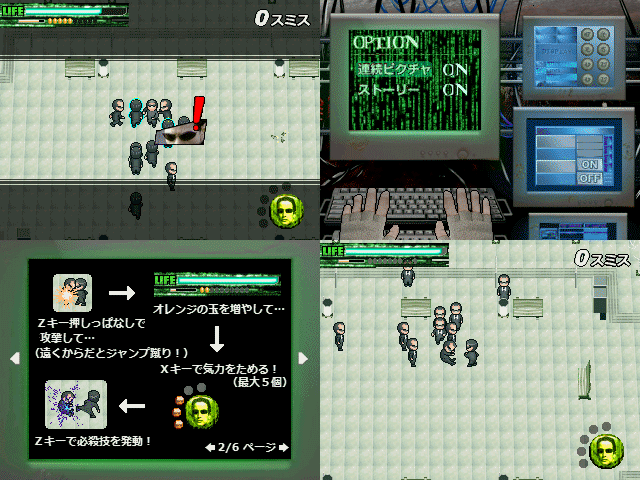 LIFE
0スミス
OPTION
連続ピクチャ ON
ストーリー ON
DISPLAY
ON
OFF
LIFE
Zキー押しっぱなしで
攻撃して…
(遠くからだとジャンプ蹴り!)
オレンジの玉を増やして…
Xキーで気力をためる!
(最大5個)
Zキーで必殺技を発動!
2/6 ページ
LIFE
0スミス